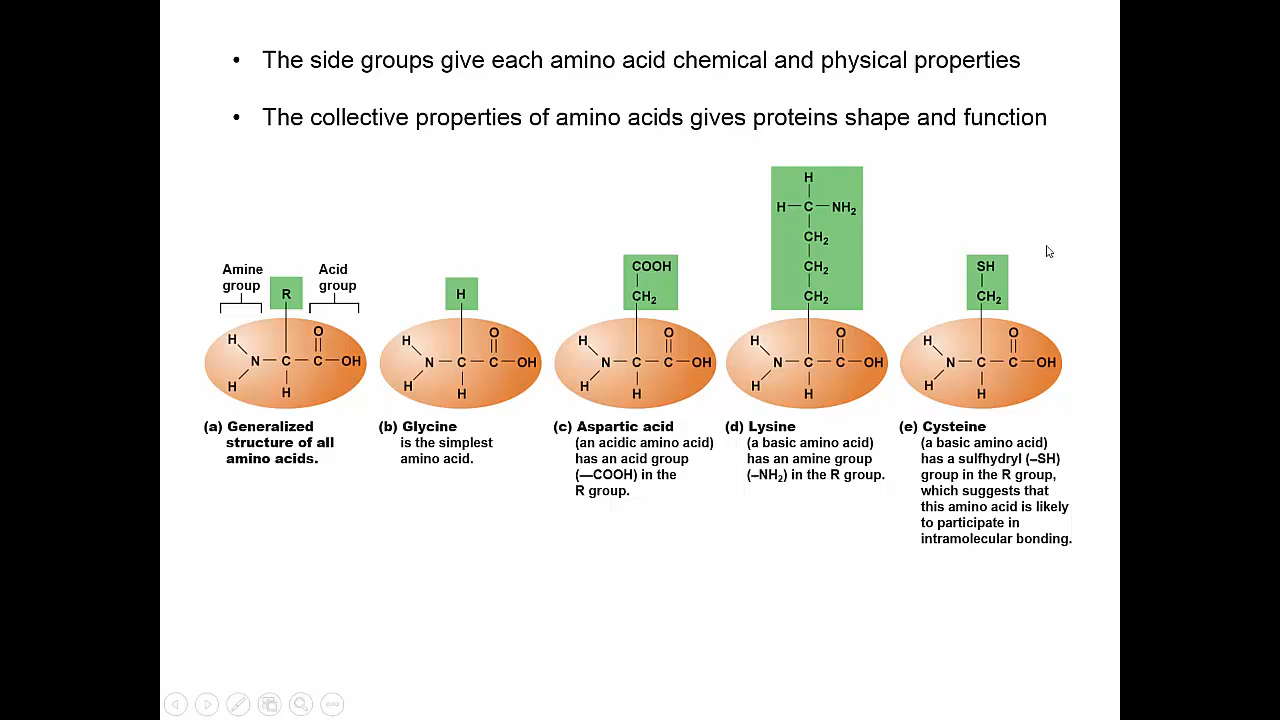 • The side groups give each amino acid chemical and physical properties
• The collective properties of amino acids gives proteins shape and function
Amine
group
R
Acid
group
H
H
N
C
H
C
O
OH
(a) Generalized
structure of all
amino acids.
H
H
H
N
C
H
C
O
OH
(b) Glycine
is the simplest
amino acid.
COOH
CH₂
H
H
N
C
H
C
O
OH
(c) Aspartic acid
(an acidic amino acid)
has an acid group
(—COOH) in the
R group.
H
H—C—NH₂
CH₂
CH₂
CH₂
H
H
N
C
H
C
O
OH
(d) Lysine
(a basic amino acid)
has an amine group
(–NH₂) in the R group.
SH
CH₂
H
H
N
C
H
C
O
OH
(e) Cysteine
(a basic amino acid)
has a sulfhydryl (–SH)
group in the R group,
which suggests that
this amino acid is likely
to participate in
intramolecular bonding.